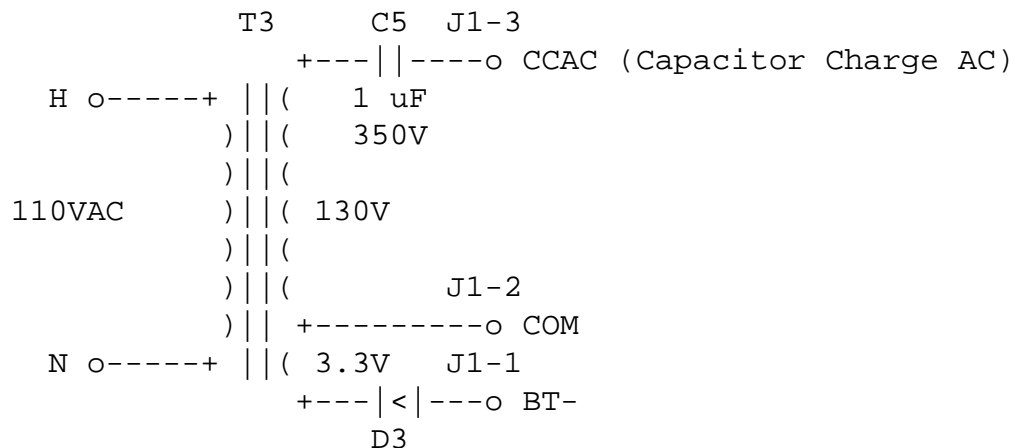 T3 C5 J1-3
+---||----o CCAC (Capacitor Charge AC)
H o-----+ ||( 1 uF
)||( 350V
)||(
110VAC )||( 130V
)||(
)||( J1-2
)|| +---------o COM
N o-----+ ||( 3.3V J1-1
+---|<|---o BT-
D3